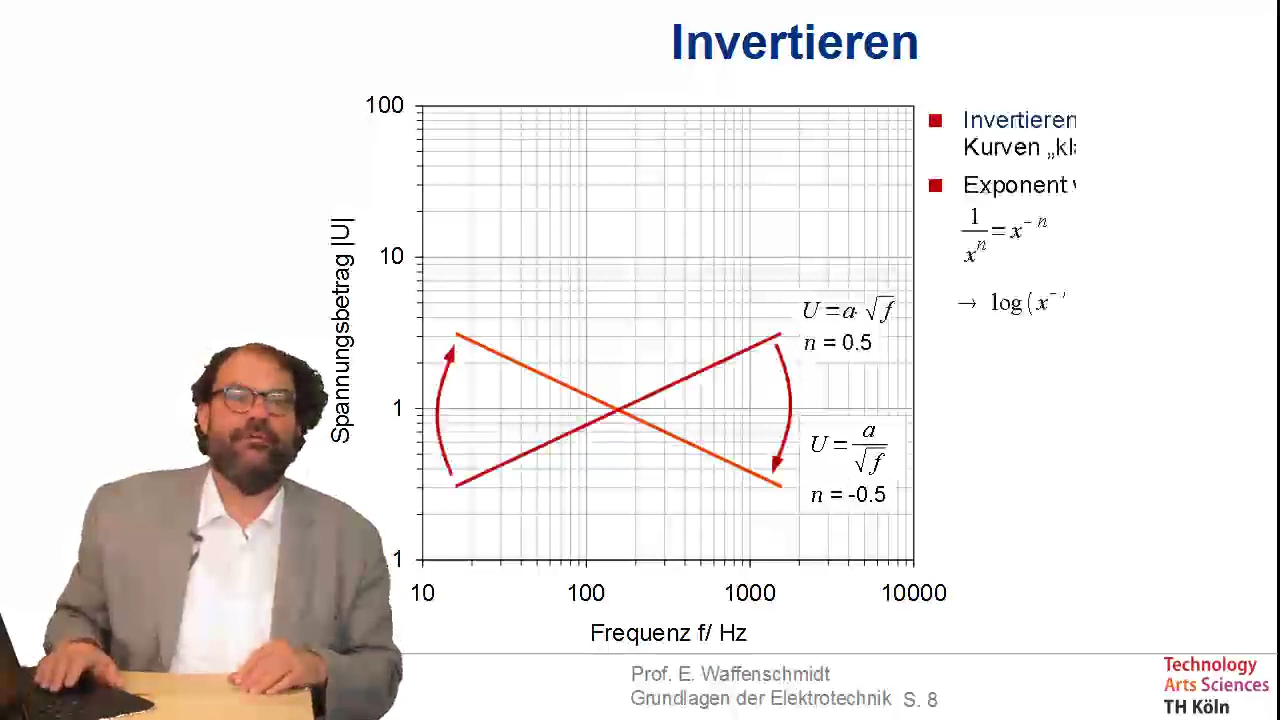 Invertieren
100
10
1
1
10
100
1000
10000
Spannungsbetrag |U|
Frequenz f/ Hz
U = a· √f
n = 0.5
U = a/√f
n = -0.5
Invertieren
Kurven
Exponent
1/xⁿ = x⁻ⁿ
→ log(x⁻
Prof. E. Waffenschmidt
Grundlagen der Elektrotechnik S. 8
Technology
Arts Sciences
TH Köln